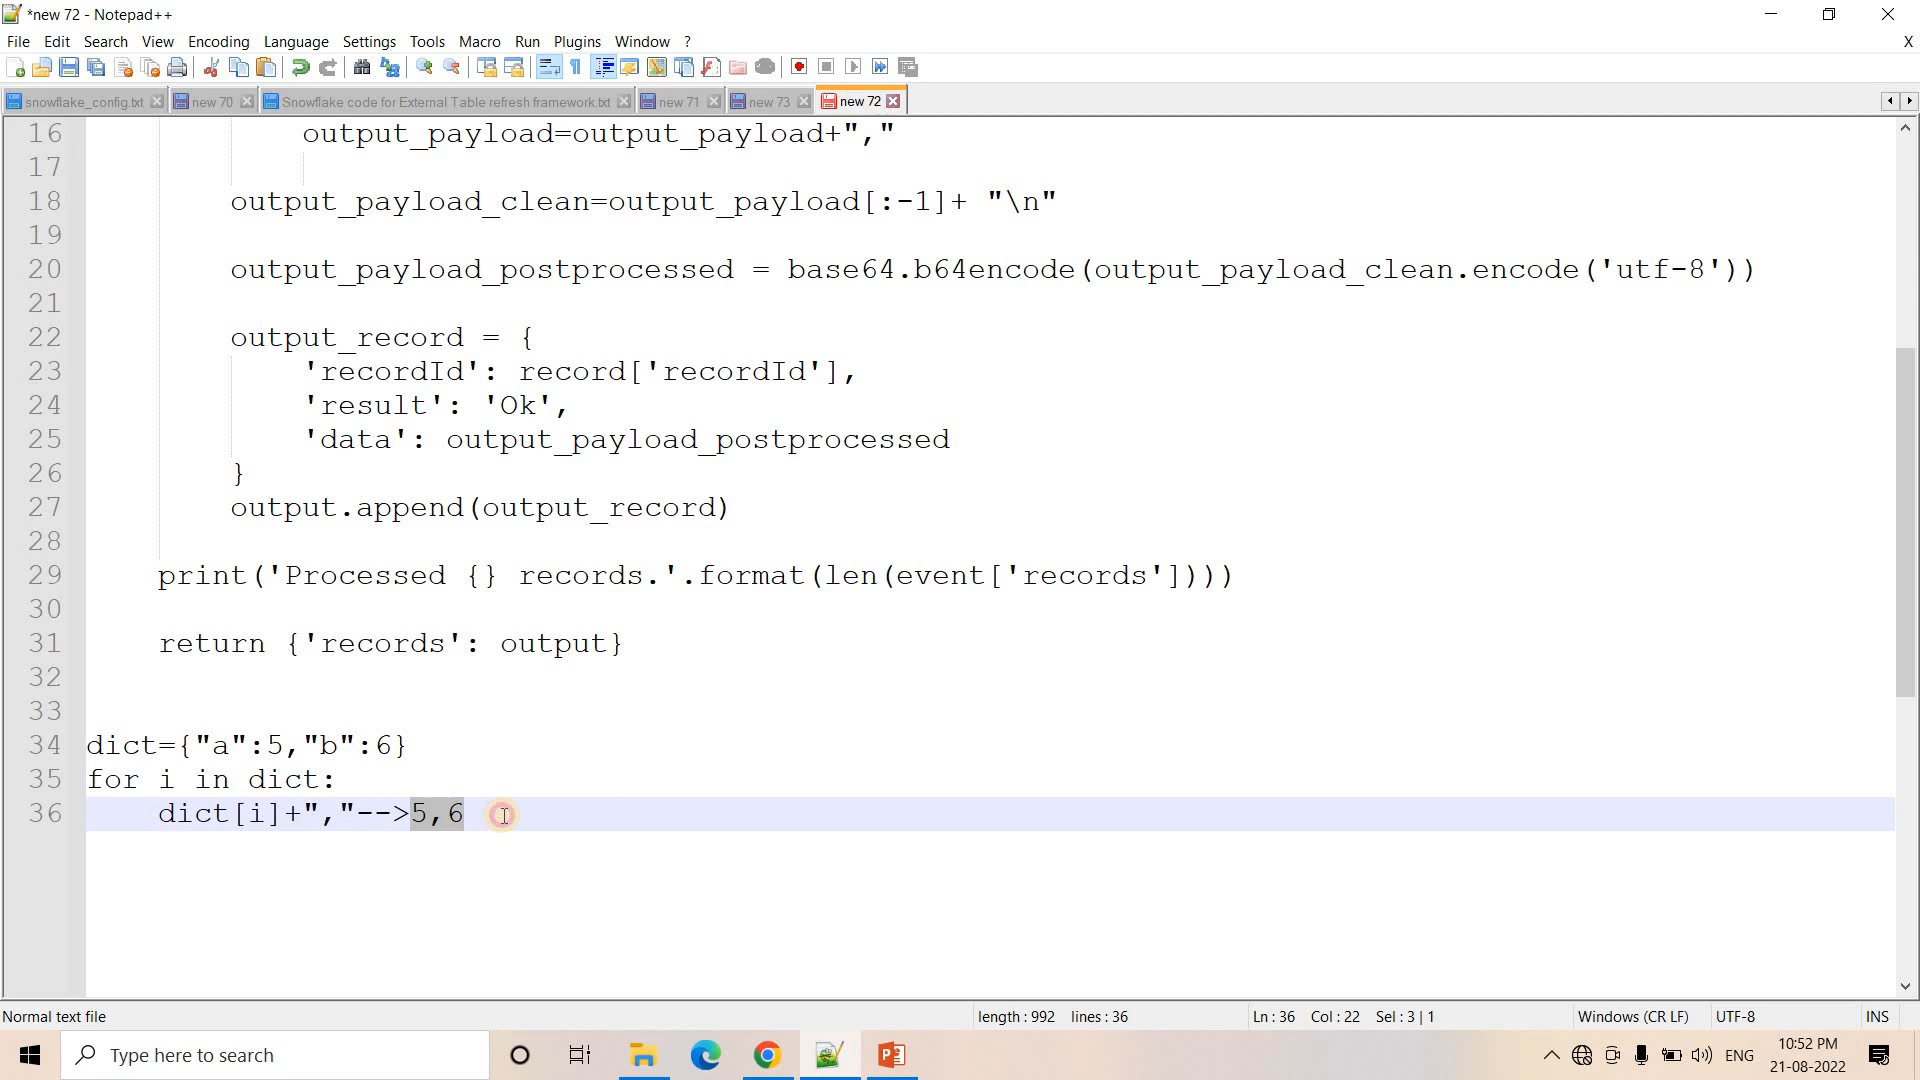 *new 72 - Notepad++
File Edit Search View Encoding Language Settings Tools Macro Run Plugins Window ? X
snowflake_config.txt new 70 Snowflake code for External Table refresh framework.txt new 71 new 73 new 72
16 output_payload=output_payload+","
17
18 output_payload_clean=output_payload[:-1]+ "\n"
19
20 output_payload_postprocessed = base64.b64encode(output_payload_clean.encode('utf-8'))
21
22 output_record = {
23 'recordId': record['recordId'],
24 'result': 'Ok',
25 'data': output_payload_postprocessed
26 }
27 output.append(output_record)
28
29 print('Processed {} records.'.format(len(event['records'])))
30
31 return {'records': output}
32
33
34 dict={"a":5,"b":6}
35 for i in dict:
36 dict[i]+","-->5,6
Normal text file length : 992 lines : 36 Ln : 36 Col : 22 Sel : 3 | 1 Windows (CR LF) UTF-8 INS
Type here to search ENG 10:52 PM
21-08-2022